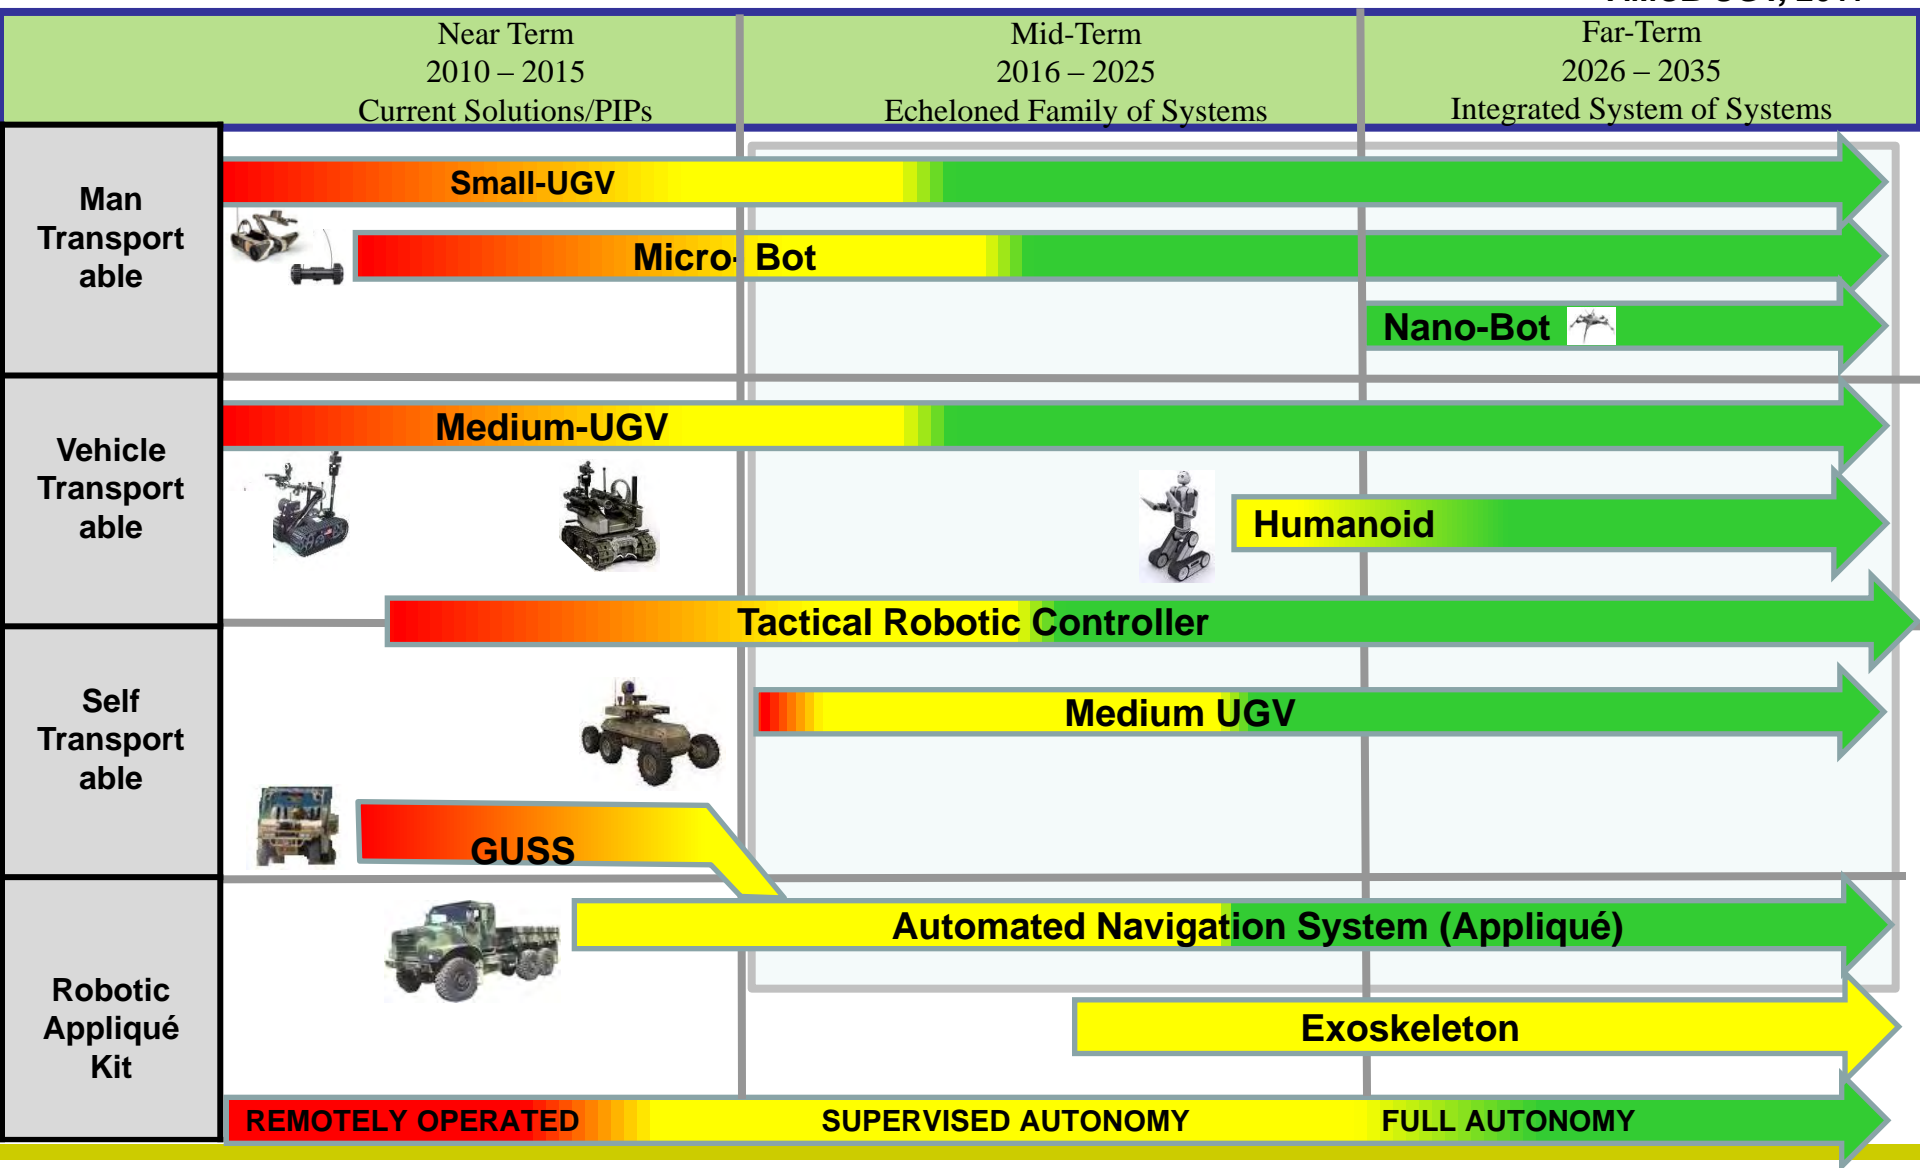 Near Term
2010 – 2015
Current Solutions/PIPs
Mid-Term
2016 – 2025
Echeloned Family of Systems
Far-Term
2026 – 2035
Integrated System of Systems
Man
Transport
able
Small-UGV
Micro- Bot
Nano-Bot
Vehicle
Transport
able
Medium-UGV
Humanoid
Tactical Robotic Controller
Self
Transport
able
Medium UGV
GUSS
Robotic
Appliqué
Kit
Automated Navigation System (Appliqué)
Exoskeleton
REMOTELY OPERATED
SUPERVISED AUTONOMY
FULL AUTONOMY